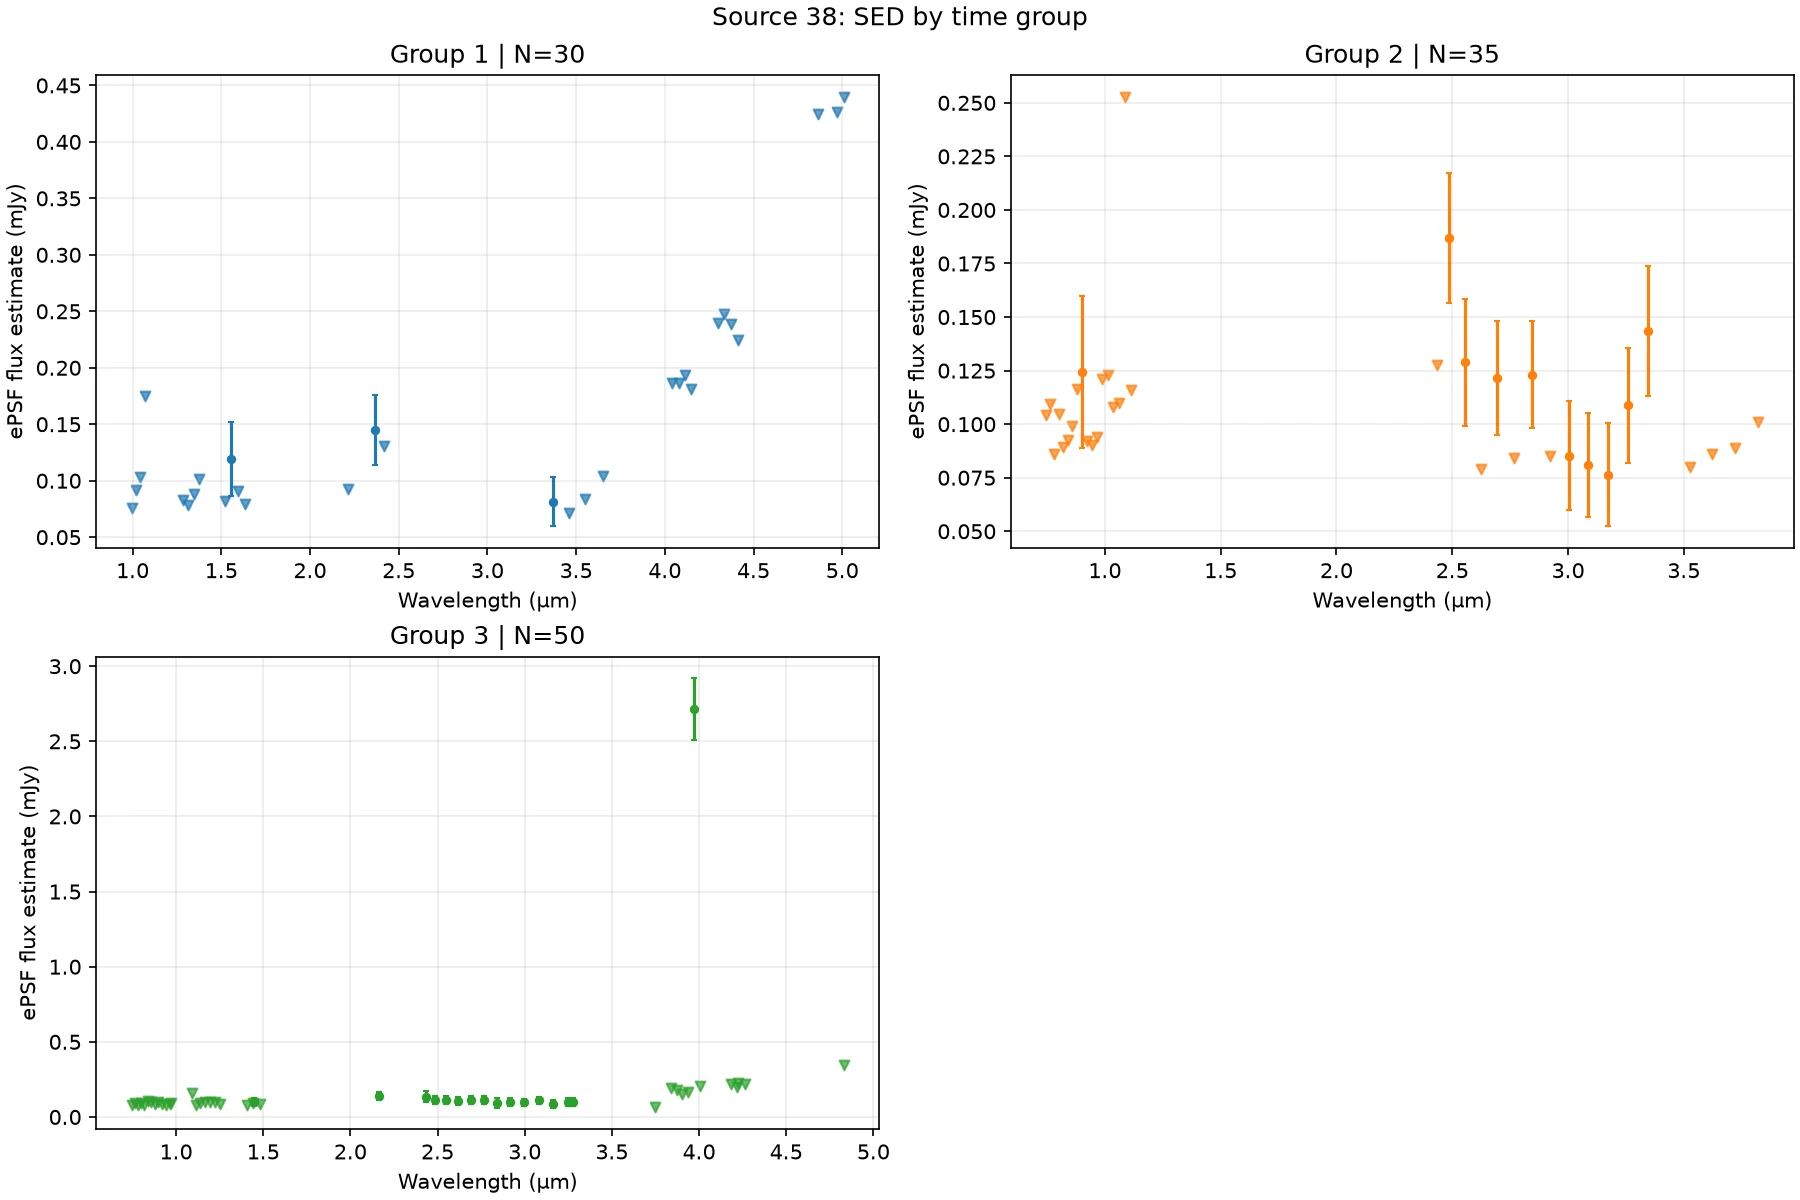 Source 38: SED by time group
Group 1 | N=30
ePSF flux estimate (mJy)
0.45
0.40
0.35
0.30
0.25
0.20
0.15
0.10
0.05
1.0 1.5 2.0 2.5 3.0 3.5 4.0 4.5 5.0
Wavelength (μm)
Group 2 | N=35
ePSF flux estimate (mJy)
0.250
0.225
0.200
0.175
0.150
0.125
0.100
0.075
0.050
1.0 1.5 2.0 2.5 3.0 3.5
Wavelength (μm)
Group 3 | N=50
ePSF flux estimate (mJy)
3.0
2.5
2.0
1.5
1.0
0.5
0.0
1.0 1.5 2.0 2.5 3.0 3.5 4.0 4.5 5.0
Wavelength (μm)